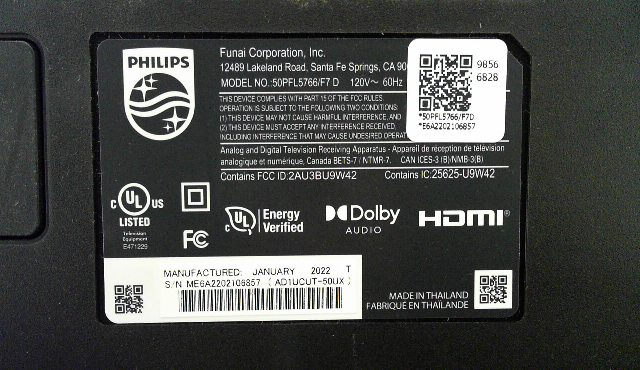 PHILIPS
Funai Corporation, Inc.
12489 Lakeland Road, Santa Fe Springs, CA 90
MODEL NO.:50PFL5766/F7 D 120V~ 60Hz
THIS DEVICE COMPLIES WITH PART 15 OF THE FCC RULES.
OPERATION IS SUBJECT TO THE FOLLOWING TWO CONDITIONS:
(1) THIS DEVICE MAY NOT CAUSE HARMFUL INTERFERENCE, AND
(2) THIS DEVICE MUST ACCEPT ANY INTERFERENCE RECEIVED,
INCLUDING INTERFERENCE THAT MAY CAUSE UNDESIRED OPERAT
9856
6828
*50PFL5766/F7D
*E6A2202106857
Analog and Digital Television Receiving Apparatus - Appareil de réception de télévision
analogique et numérique, Canada BETS-7 / NTMR-7. CAN ICES-3 (B)/NMB-3(B)
Contains FCC ID:2AU3BU9W42 Contains IC:25625-U9W42
C UL US
LISTED
Television
Equipment
E471229
FC
C UL Energy
Verified
Dolby
AUDIO
HDMI®
MANUFACTURED: JANUARY 2022 T
S/N ME6A2202106857 ( AD1UCUT-50UX )
MADE IN THAILAND
FABRIQUÉ EN THAÏLANDE